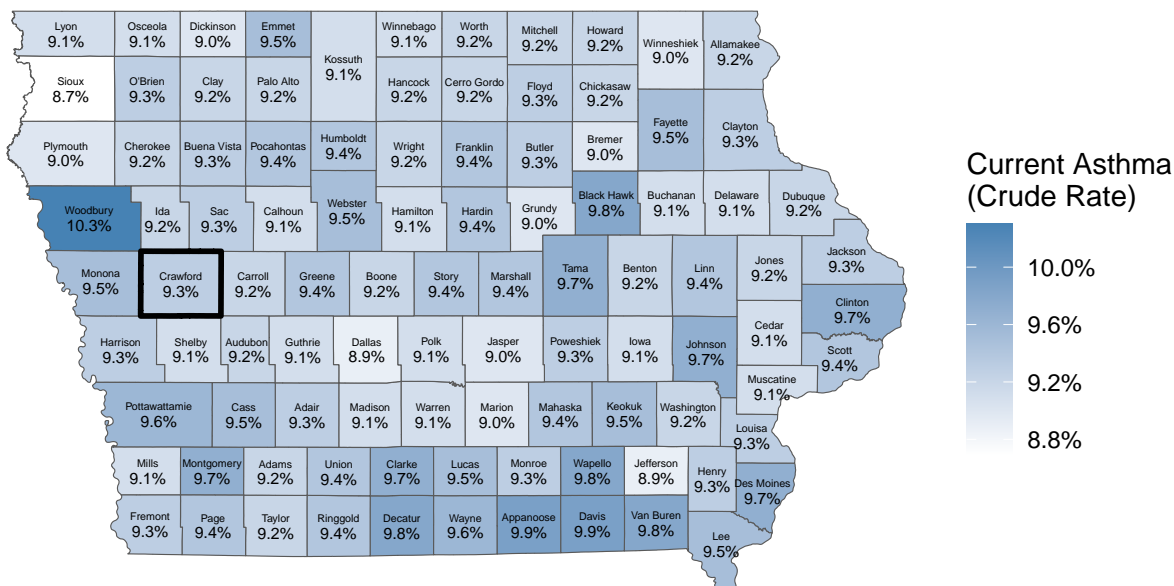 Lyon
9.1%
Osceola
9.1%
Dickinson
9.0%
Emmet
9.5%
Kossuth
9.1%
Winnebago
9.1%
Worth
9.2%
Mitchell
9.2%
Howard
9.2%
Winneshiek
9.0%
Allamakee
9.2%
Sioux
8.7%
O'Brien
9.3%
Clay
9.2%
Palo Alto
9.2%
Hancock
9.2%
Cerro Gordo
9.2%
Floyd
9.3%
Chickasaw
9.2%
Fayette
9.5%
Clayton
9.3%
Plymouth
9.0%
Cherokee
9.2%
Buena Vista
9.3%
Pocahontas
9.4%
Humboldt
9.4%
Wright
9.2%
Franklin
9.4%
Butler
9.3%
Bremer
9.0%
Woodbury
10.3%
Ida
9.2%
Sac
9.3%
Calhoun
9.1%
Webster
9.5%
Hamilton
9.1%
Hardin
9.4%
Grundy
9.0%
Black Hawk
9.8%
Buchanan
9.1%
Delaware
9.1%
Dubuque
9.2%
Monona
9.5%
Crawford
9.3%
Carroll
9.2%
Greene
9.4%
Boone
9.2%
Story
9.4%
Marshall
9.4%
Tama
9.7%
Benton
9.2%
Linn
9.4%
Jones
9.2%
Jackson
9.3%
Clinton
9.7%
Harrison
9.3%
Shelby
9.1%
Audubon
9.2%
Guthrie
9.1%
Dallas
8.9%
Polk
9.1%
Jasper
9.0%
Poweshiek
9.3%
Iowa
9.1%
Johnson
9.7%
Cedar
9.1%
Scott
9.4%
Muscatine
9.1%
Pottawattamie
9.6%
Cass
9.5%
Adair
9.3%
Madison
9.1%
Warren
9.1%
Marion
9.0%
Mahaska
9.4%
Keokuk
9.5%
Washington
9.2%
Louisa
9.3%
Mills
9.1%
Montgomery
9.7%
Adams
9.2%
Union
9.4%
Clarke
9.7%
Lucas
9.5%
Monroe
9.3%
Wapello
9.8%
Jefferson
8.9%
Henry
9.3%
Des Moines
9.7%
Fremont
9.3%
Page
9.4%
Taylor
9.2%
Ringgold
9.4%
Decatur
9.8%
Wayne
9.6%
Appanoose
9.9%
Davis
9.9%
Van Buren
9.8%
Lee
9.5%
Current Asthma
(Crude Rate)
10.0%
9.6%
9.2%
8.8%